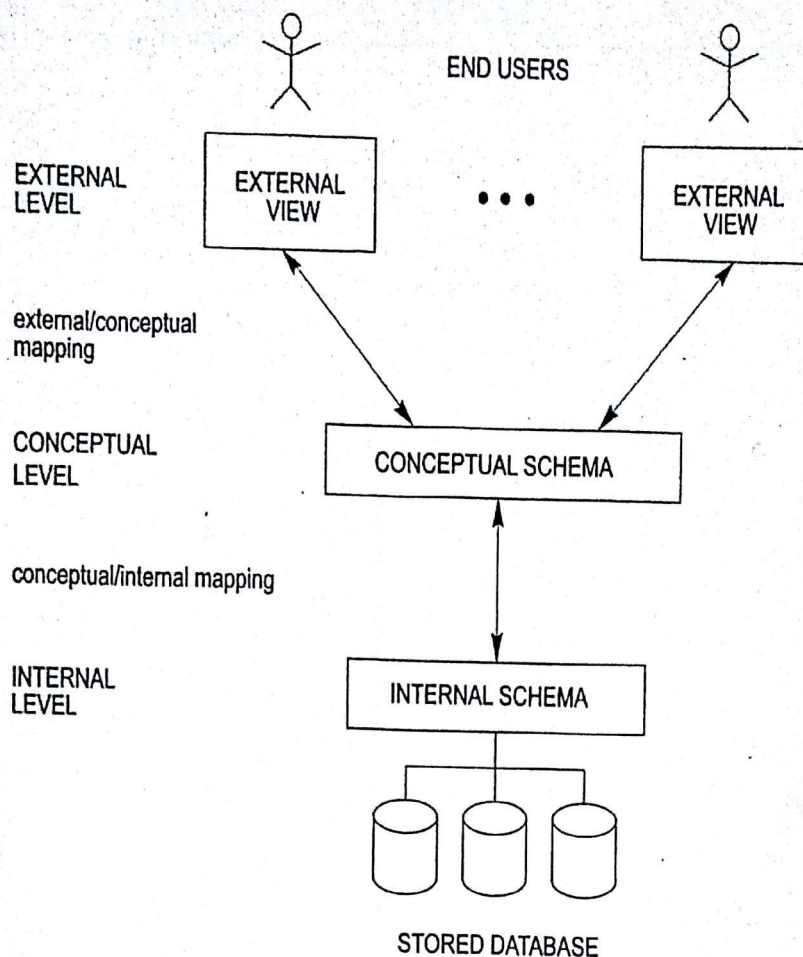 END USERS
EXTERNAL
LEVEL
EXTERNAL
VIEW
EXTERNAL
VIEW
external/conceptual
mapping
CONCEPTUAL
LEVEL
CONCEPTUAL SCHEMA
conceptual/internal mapping
INTERNAL
LEVEL
INTERNAL SCHEMA
STORED DATABASE